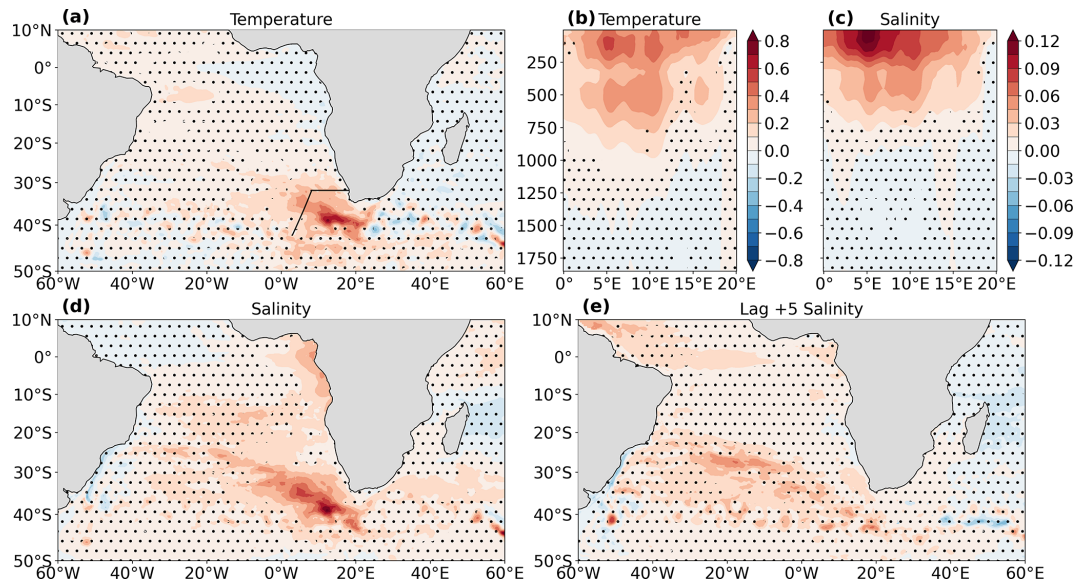 (a) Temperature
10°N
0°
10°S
20°S
30°S
40°S
50°S
60°W 40°W 20°W 0°W 20°E 40°E 60°E
(b) Temperature
250
500
750
1000
1250
1500
1750
0° 5°E 10°E 15°E 20°E
0.8
0.6
0.4
0.2
0.0
−0.2
−0.4
−0.6
−0.8
(c) Salinity
0° 5°E 10°E 15°E 20°E
0.12
0.09
0.06
0.03
0.00
−0.03
−0.06
−0.09
−0.12
(d) Salinity
10°N
0°
10°S
20°S
30°S
40°S
50°S
60°W 40°W 20°W 0°W 20°E 40°E 60°E
(e) Lag +5 Salinity
10°N
0°
10°S
20°S
30°S
40°S
50°S
60°W 40°W 20°W 0°W 20°E 40°E 60°E